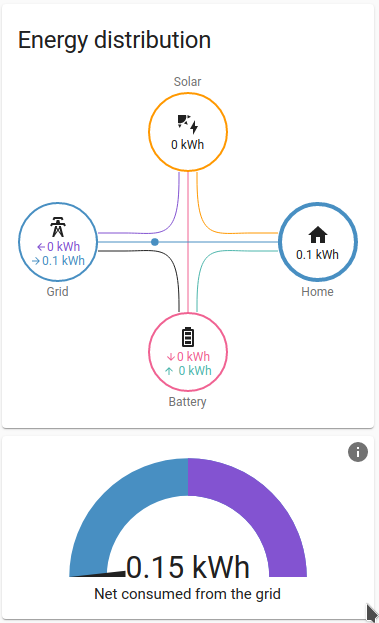 Energy distribution
Solar
0 kWh
←0 kWh
→0.1 kWh
Grid
0.1 kWh
Home
↓0 kWh
↑ 0 kWh
Battery
i
0.15 kWh
Net consumed from the grid